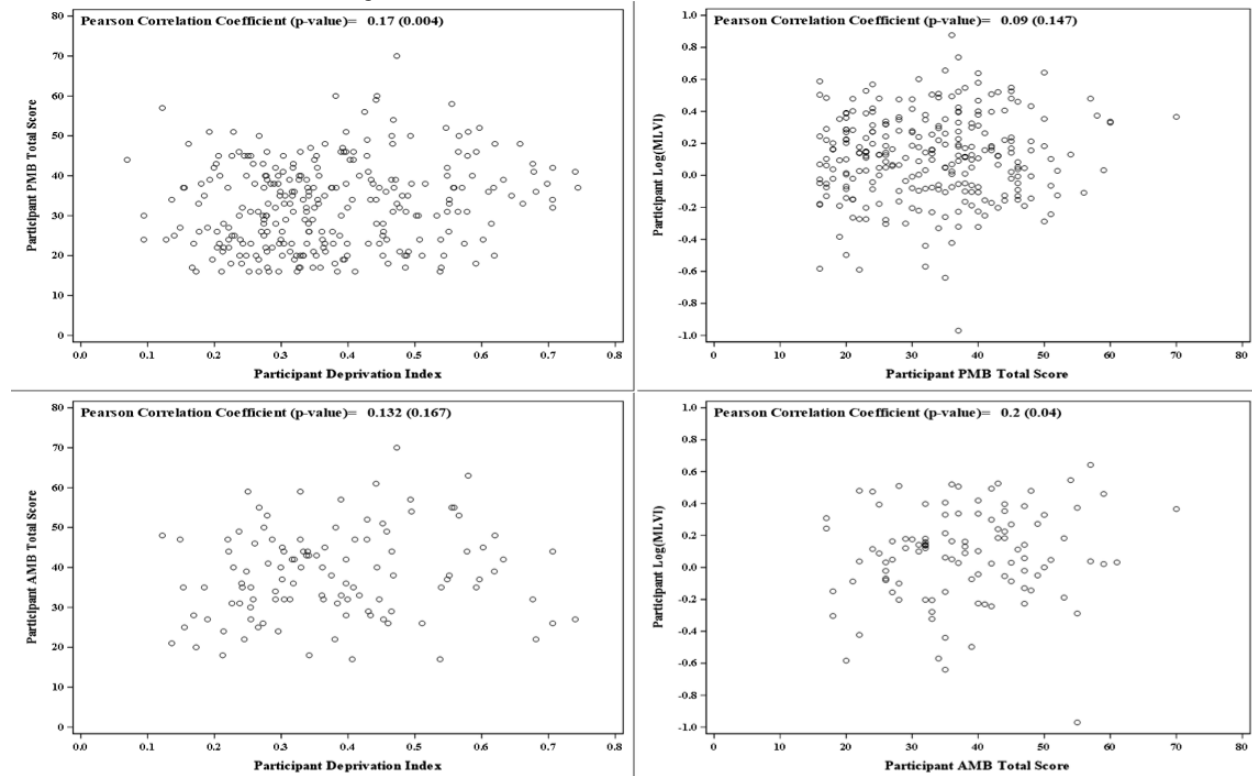 Pearson Correlation Coefficient (p-value)= 0.17 (0.004)
80
70
60
50
40
30
20
10
0
Participant PMB Total Score
0.0 0.1 0.2 0.3 0.4 0.5 0.6 0.7 0.8
Participant Deprivation Index
Pearson Correlation Coefficient (p-value)= 0.09 (0.147)
1.0
0.8
0.6
0.4
0.2
0.0
-0.2
-0.4
-0.6
-0.8
-1.0
Participant Log(MLVI)
0 10 20 30 40 50 60 70 80
Participant PMB Total Score
Pearson Correlation Coefficient (p-value)= 0.132 (0.167)
80
70
60
50
40
30
20
10
0
Participant AMB Total Score
0.0 0.1 0.2 0.3 0.4 0.5 0.6 0.7 0.8
Participant Deprivation Index
Pearson Correlation Coefficient (p-value)= 0.2 (0.04)
1.0
0.8
0.6
0.4
0.2
0.0
-0.2
-0.4
-0.6
-0.8
-1.0
Participant Log(MLVI)
0 10 20 30 40 50 60 70 80
Participant AMB Total Score